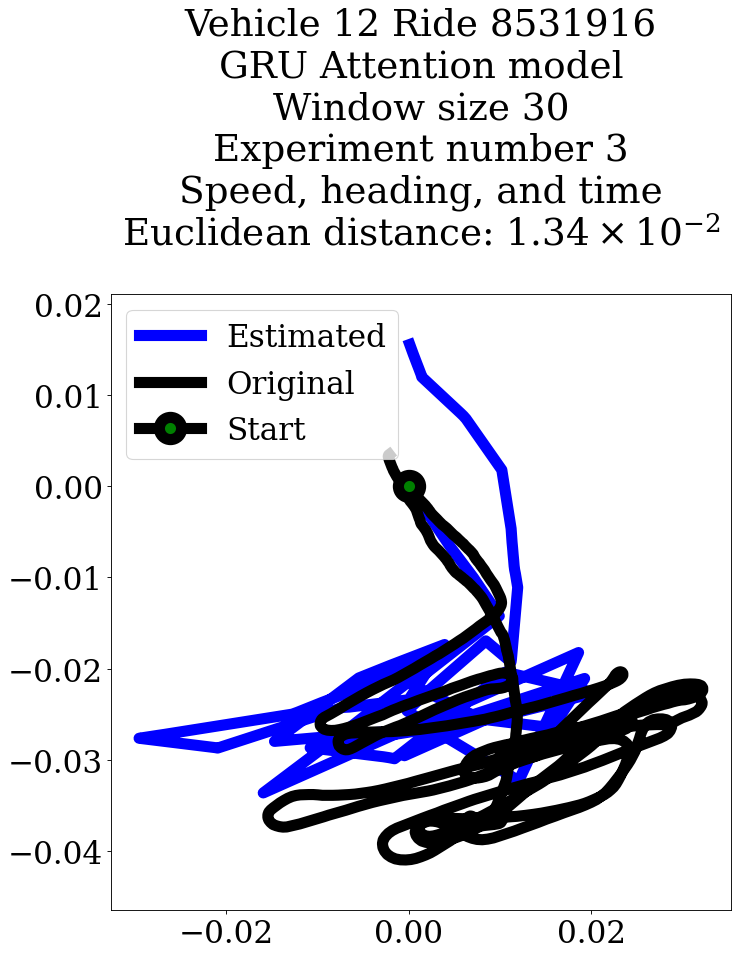 Vehicle 12 Ride 8531916
GRU Attention model
Window size 30
Experiment number 3
Speed, heading, and time
Euclidean distance: 1.34 × 10⁻²
Estimated
Original
Start
0.02
0.01
0.00
−0.01
−0.02
−0.03
−0.04
−0.02
0.00
0.02